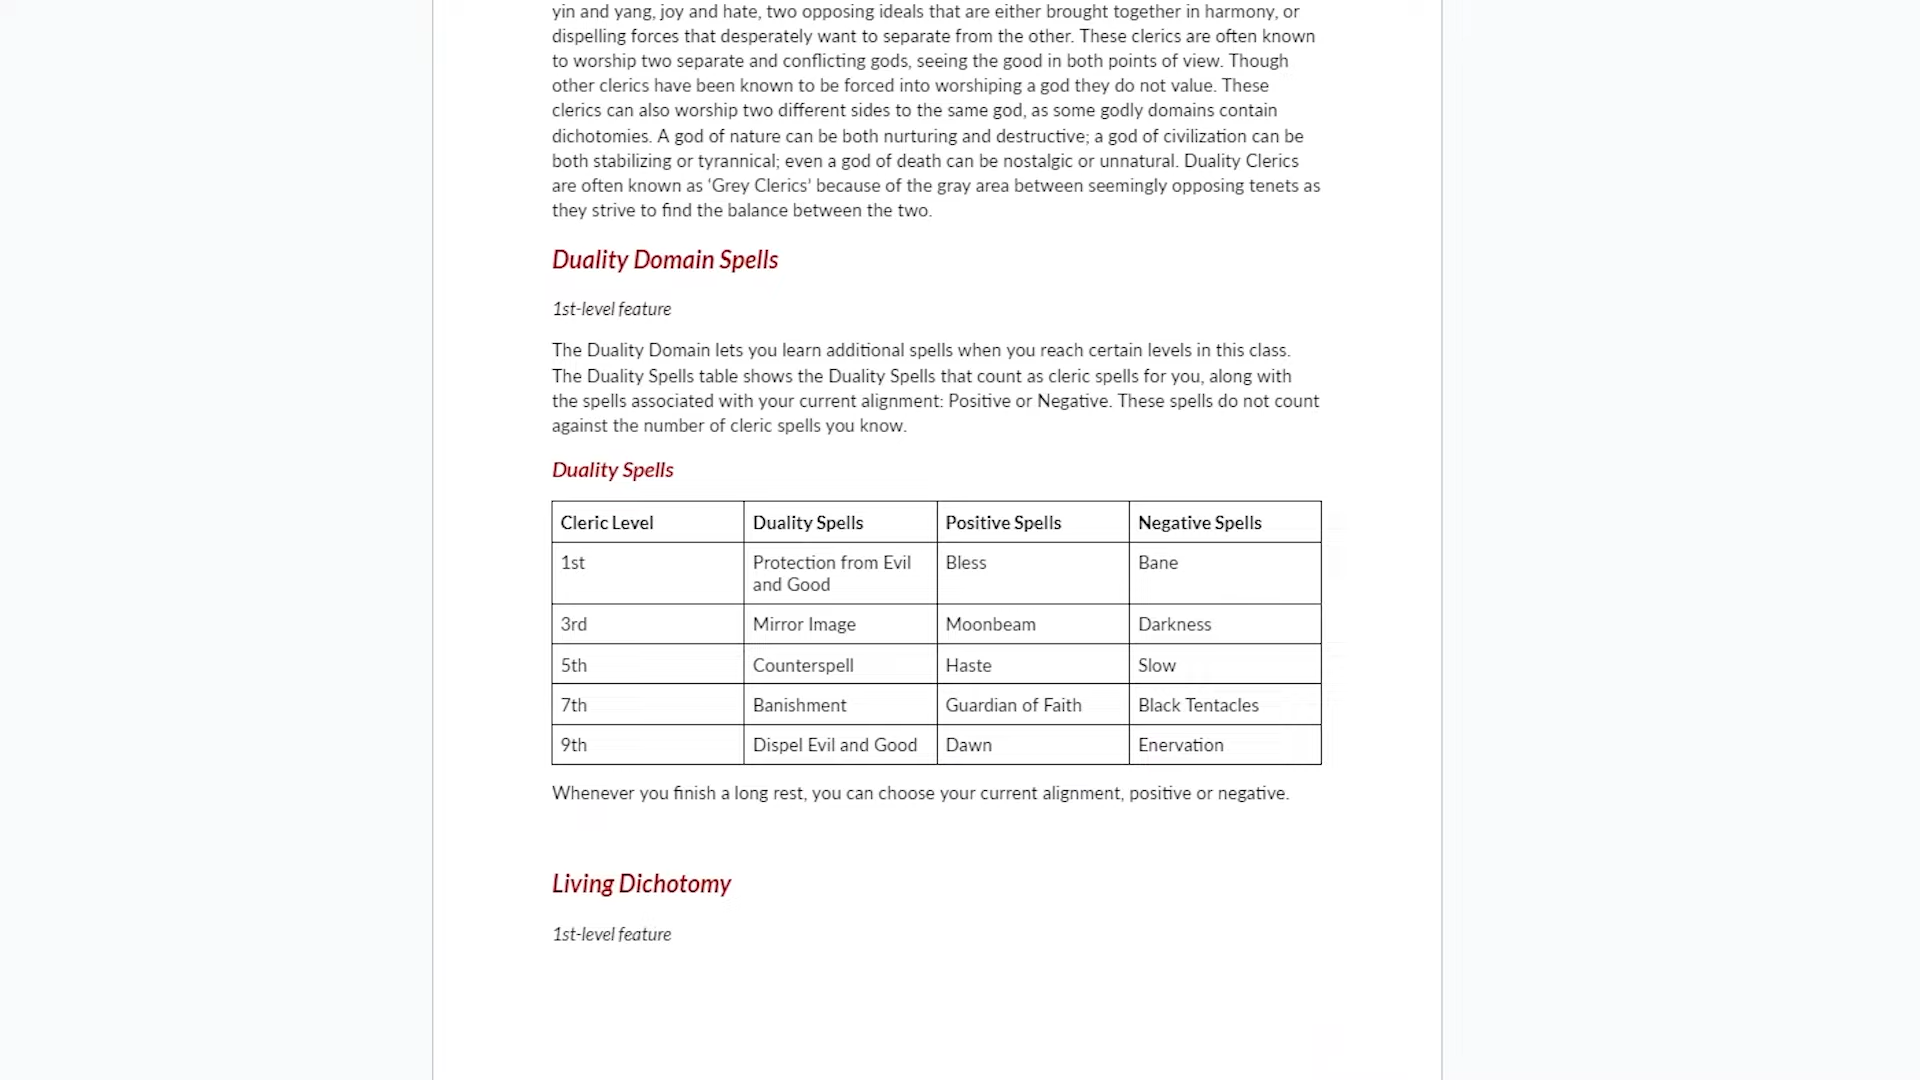 yin and yang, joy and hate, two opposing ideals that are either brought together in harmony, or
dispelling forces that desperately want to separate from the other. These clerics are often known
to worship two separate and conflicting gods, seeing the good in both points of view. Though
other clerics have been known to be forced into worshiping a god they do not value. These
clerics can also worship two different sides to the same god, as some godly domains contain
dichotomies. A god of nature can be both nurturing and destructive; a god of civilization can be
both stabilizing or tyrannical; even a god of death can be nostalgic or unnatural. Duality Clerics
are often known as 'Grey Clerics' because of the gray area between seemingly opposing tenets as
they strive to find the balance between the two.
Duality Domain Spells
1st-level feature
The Duality Domain lets you learn additional spells when you reach certain levels in this class.
The Duality Spells table shows the Duality Spells that count as cleric spells for you, along with
the spells associated with your current alignment: Positive or Negative. These spells do not count
against the number of cleric spells you know.
Duality Spells
Cleric Level Duality Spells Positive Spells Negative Spells
1st Protection from Evil and Good Bless Bane
3rd Mirror Image Moonbeam Darkness
5th Counterspell Haste Slow
7th Banishment Guardian of Faith Black Tentacles
9th Dispel Evil and Good Dawn Enervation
Whenever you finish a long rest, you can choose your current alignment, positive or negative.
Living Dichotomy
1st-level feature